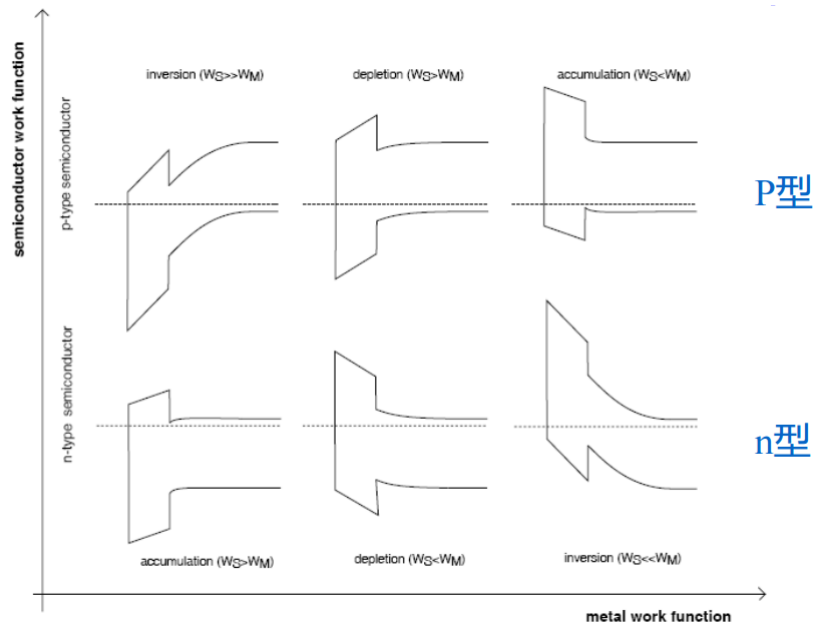 inversion (WS>>WM)
depletion (WS>WM)
accumulation (WS<WM)
semiconductor work function
p-type semiconductor
P型
n-type semiconductor
n型
accumulation (WS>WM)
depletion (WS<WM)
inversion (WS<<WM)
metal work function